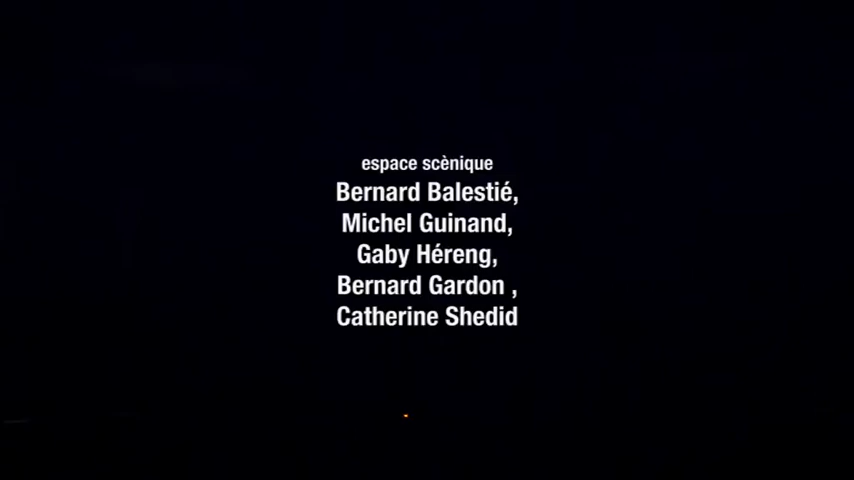 espace scènique
Bernard Balestié,
Michel Guinand,
Gaby Héreng,
Bernard Gardon ,
Catherine Shedid